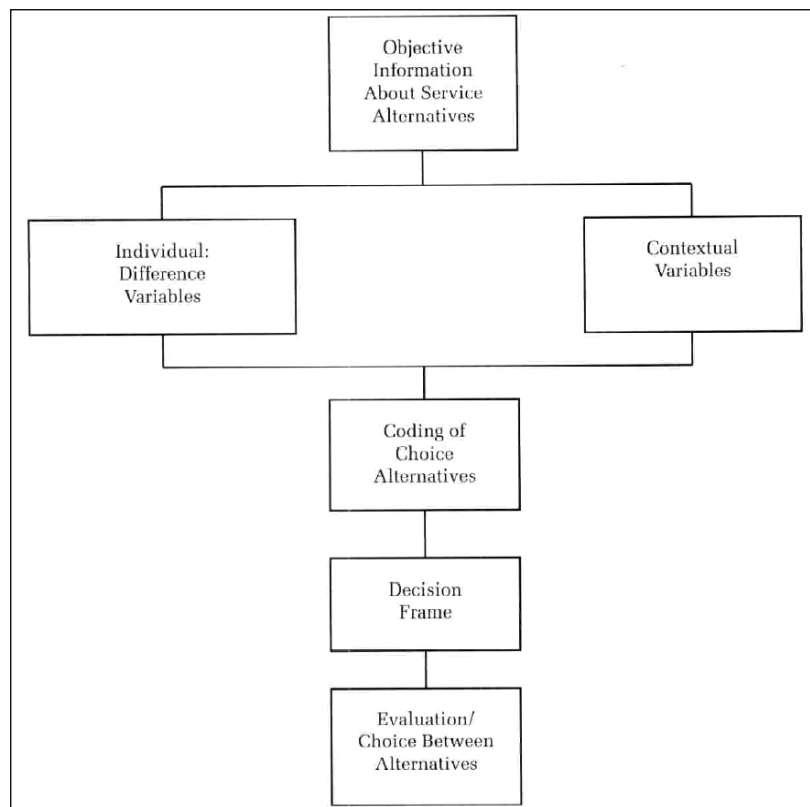 Objective
Information
About Service
Alternatives
Individual:
Difference
Variables
Contextual
Variables
Coding of
Choice
Alternatives
Decision
Frame
Evaluation/
Choice Between
Alternatives